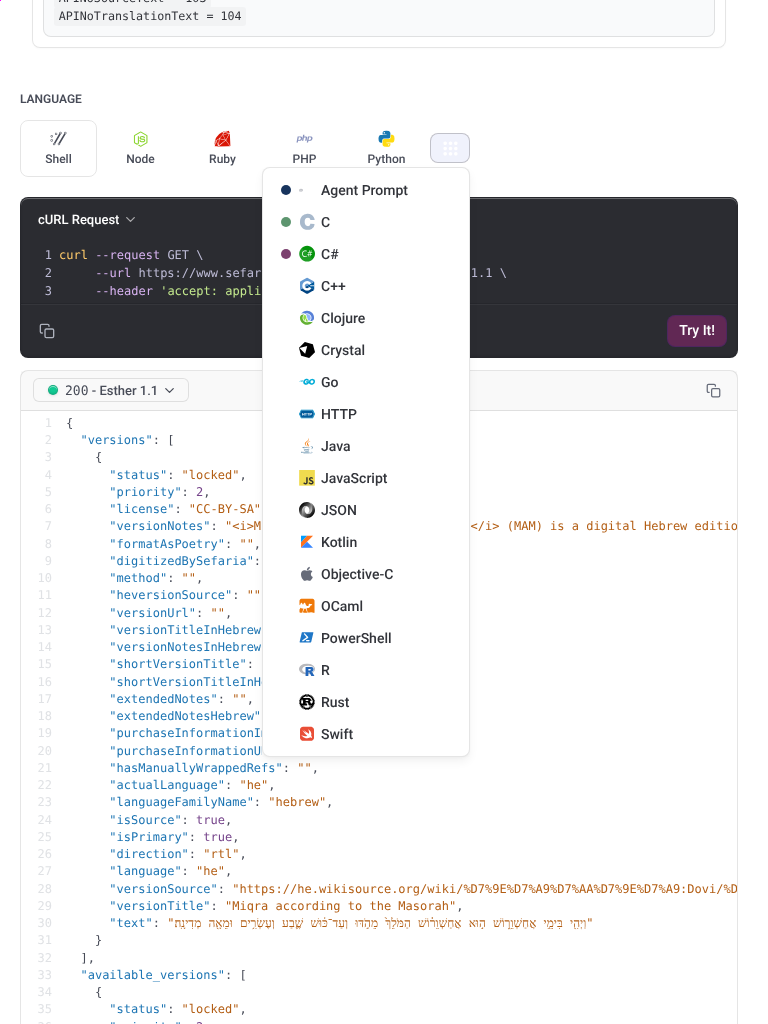 APINoTranslationText = 104
LANGUAGE
Shell
Node
Ruby
php
PHP
Python
cURL Request
1 curl --request GET \
2 --url https://www.sefar 1.1 \
3 --header 'accept: appli
Try It!
Agent Prompt
C
C#
C++
Clojure
Crystal
Go
HTTP
Java
JavaScript
JSON
Kotlin
Objective-C
OCaml
PowerShell
R
Rust
Swift
200 - Esther 1.1
1 {
2 "versions": [
3 {
4 "status": "locked",
5 "priority": 2,
6 "license": "CC-BY-SA"
7 "versionNotes": "<i>M </i> (MAM) is a digital Hebrew editio
8 "formatAsPoetry": "",
9 "digitizedBySefaria":
10 "method": "",
11 "heversionSource": ""
12 "versionUrl": "",
13 "versionTitleInHebrew
14 "versionNotesInHebrew
15 "shortVersionTitle":
16 "shortVersionTitleInH
17 "extendedNotes": "",
18 "extendedNotesHebrew"
19 "purchaseInformationI
20 "purchaseInformationU
21 "hasManuallyWrappedRefs": "",
22 "actualLanguage": "he",
23 "languageFamilyName": "hebrew",
24 "isSource": true,
25 "isPrimary": true,
26 "direction": "rtl",
27 "language": "he",
28 "versionSource": "https://he.wikisource.org/wiki/%D7%9E%D7%A9%D7%AA%D7%9E%D7%A9:Dovi/%D
29 "versionTitle": "Miqra according to the Masorah",
30 "text": "וַיְהִ֖י בִּימֵ֣י אֲחַשְׁוֵר֑וֹשׁ ה֣וּא אֲחַשְׁוֵר֗וֹשׁ הַמֹּלֵךְ֙ מֵהֹ֣דּוּ וְעַד־כּ֔וּשׁ שֶׁ֛בַע וְעֶשְׂרִ֥ים וּמֵאָ֖ה מְדִינָֽה׃"
31 }
32 ],
33 "available_versions": [
34 {
35 "status": "locked",